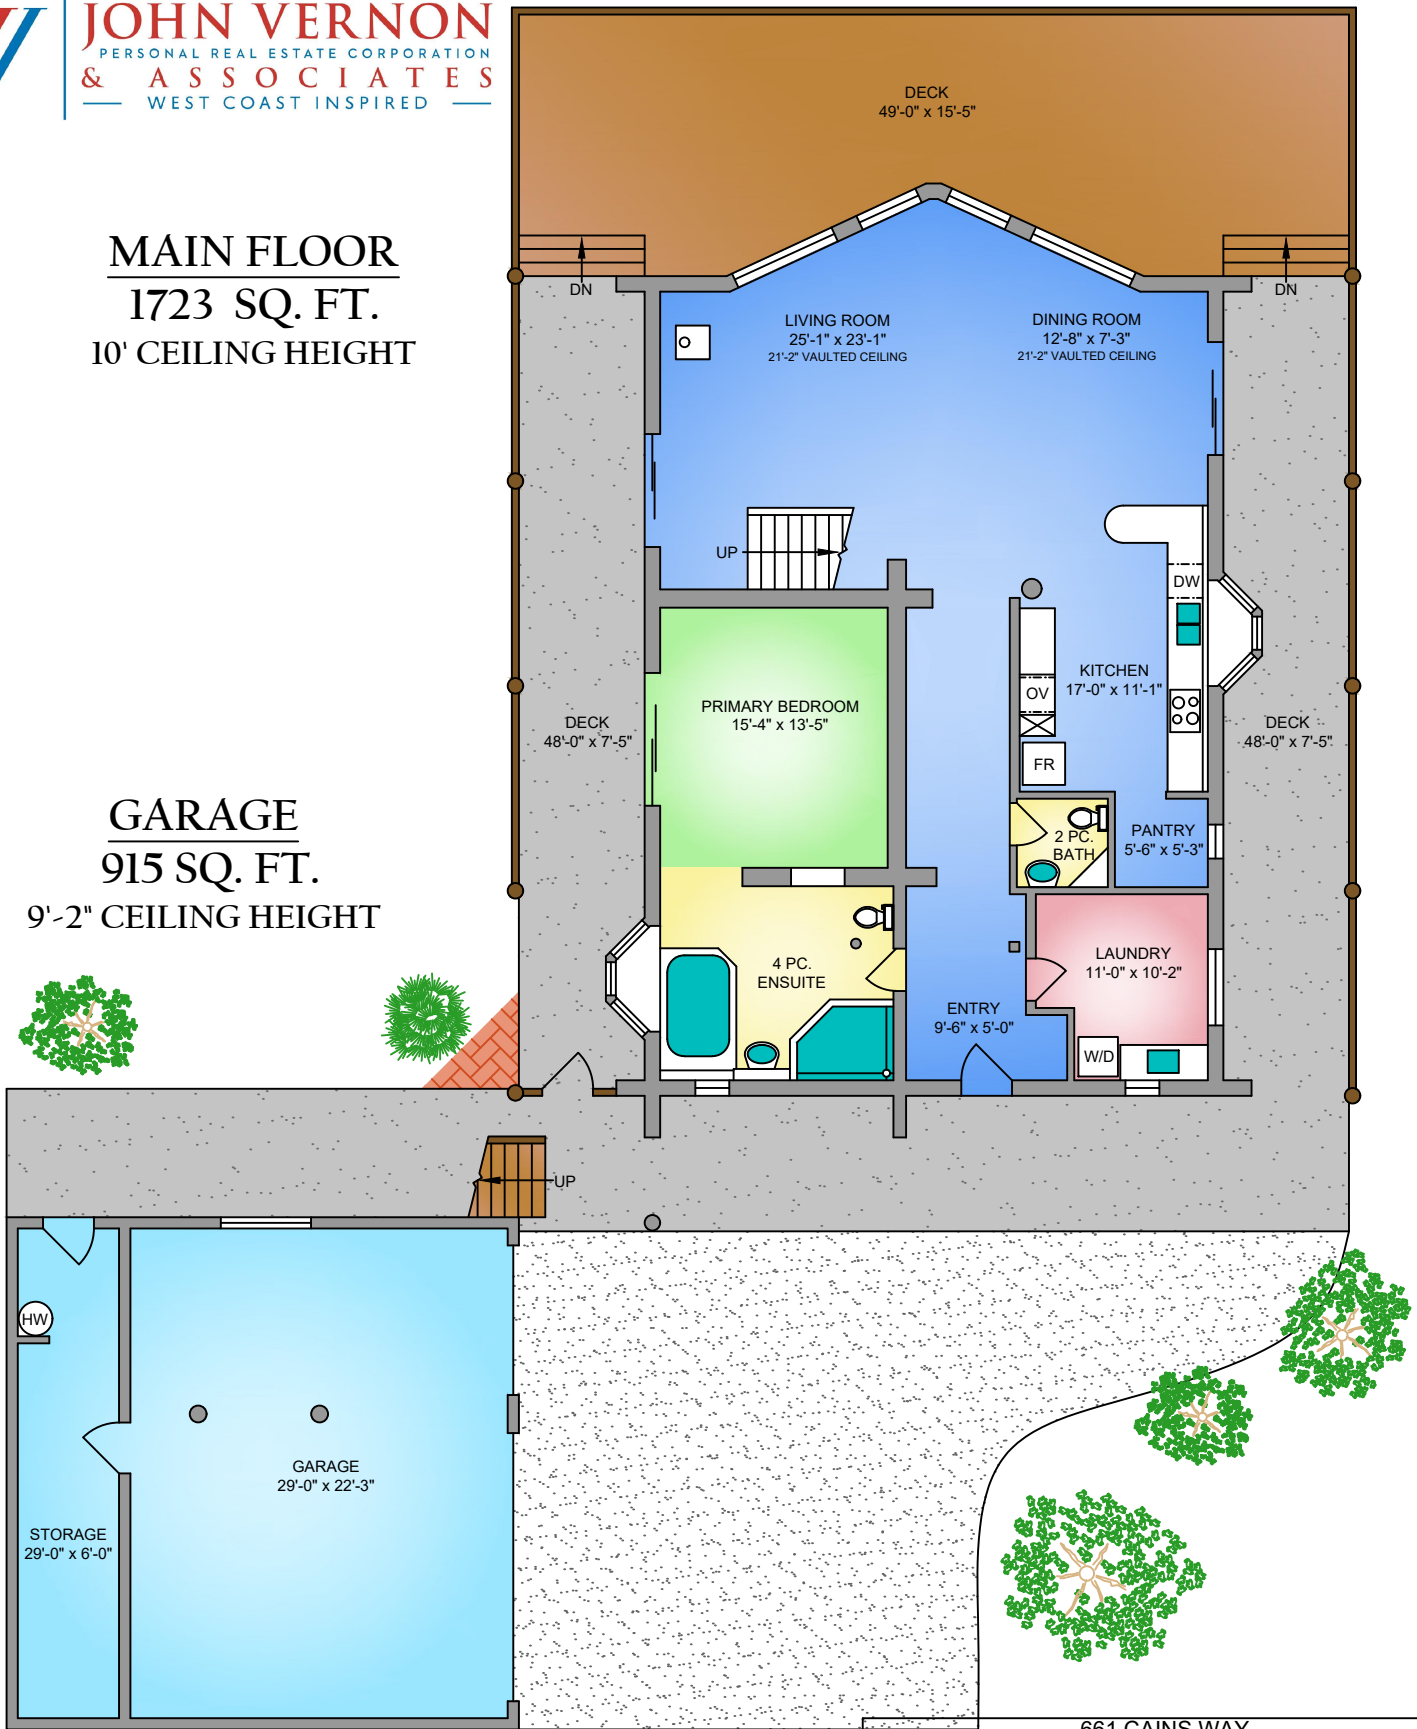 JOHN VERNON
PERSONAL REAL ESTATE CORPORATION
& ASSOCIATES
WEST COAST INSPIRED
MAIN FLOOR
1723 SQ. FT.
10' CEILING HEIGHT
GARAGE
915 SQ. FT.
9'-2" CEILING HEIGHT
DECK
49'-0" x 15'-5"
DN
DN
LIVING ROOM
25'-1" x 23'-1"
21'-2" VAULTED CEILING
DINING ROOM
12'-8" x 7'-3"
21'-2" VAULTED CEILING
UP
DW
KITCHEN
17'-0" x 11'-1"
OV
FR
PRIMARY BEDROOM
15'-4" x 13'-5"
DECK
48'-0" x 7'-5"
DECK
48'-0" x 7'-5"
2 PC.
BATH
PANTRY
5'-6" x 5'-3"
4 PC.
ENSUITE
LAUNDRY
11'-0" x 10'-2"
ENTRY
9'-6" x 5'-0"
W/D
UP
HW
GARAGE
29'-0" x 22'-3"
STORAGE
29'-0" x 6'-0"
661 CAINS WAY